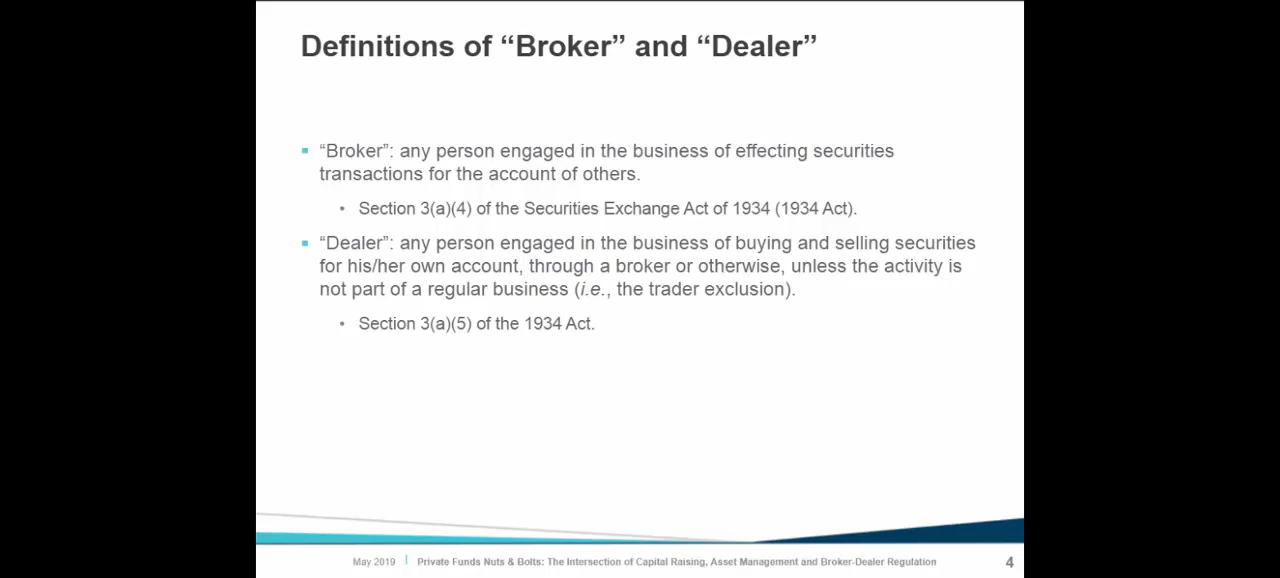 Definitions of “Broker” and “Dealer”
▪ “Broker”: any person engaged in the business of effecting securities
transactions for the account of others.
• Section 3(a)(4) of the Securities Exchange Act of 1934 (1934 Act).
▪ “Dealer”: any person engaged in the business of buying and selling securities
for his/her own account, through a broker or otherwise, unless the activity is
not part of a regular business (i.e., the trader exclusion).
• Section 3(a)(5) of the 1934 Act.
May 2019 | Private Funds Nuts & Bolts: The Intersection of Capital Raising, Asset Management and Broker-Dealer Regulation 4